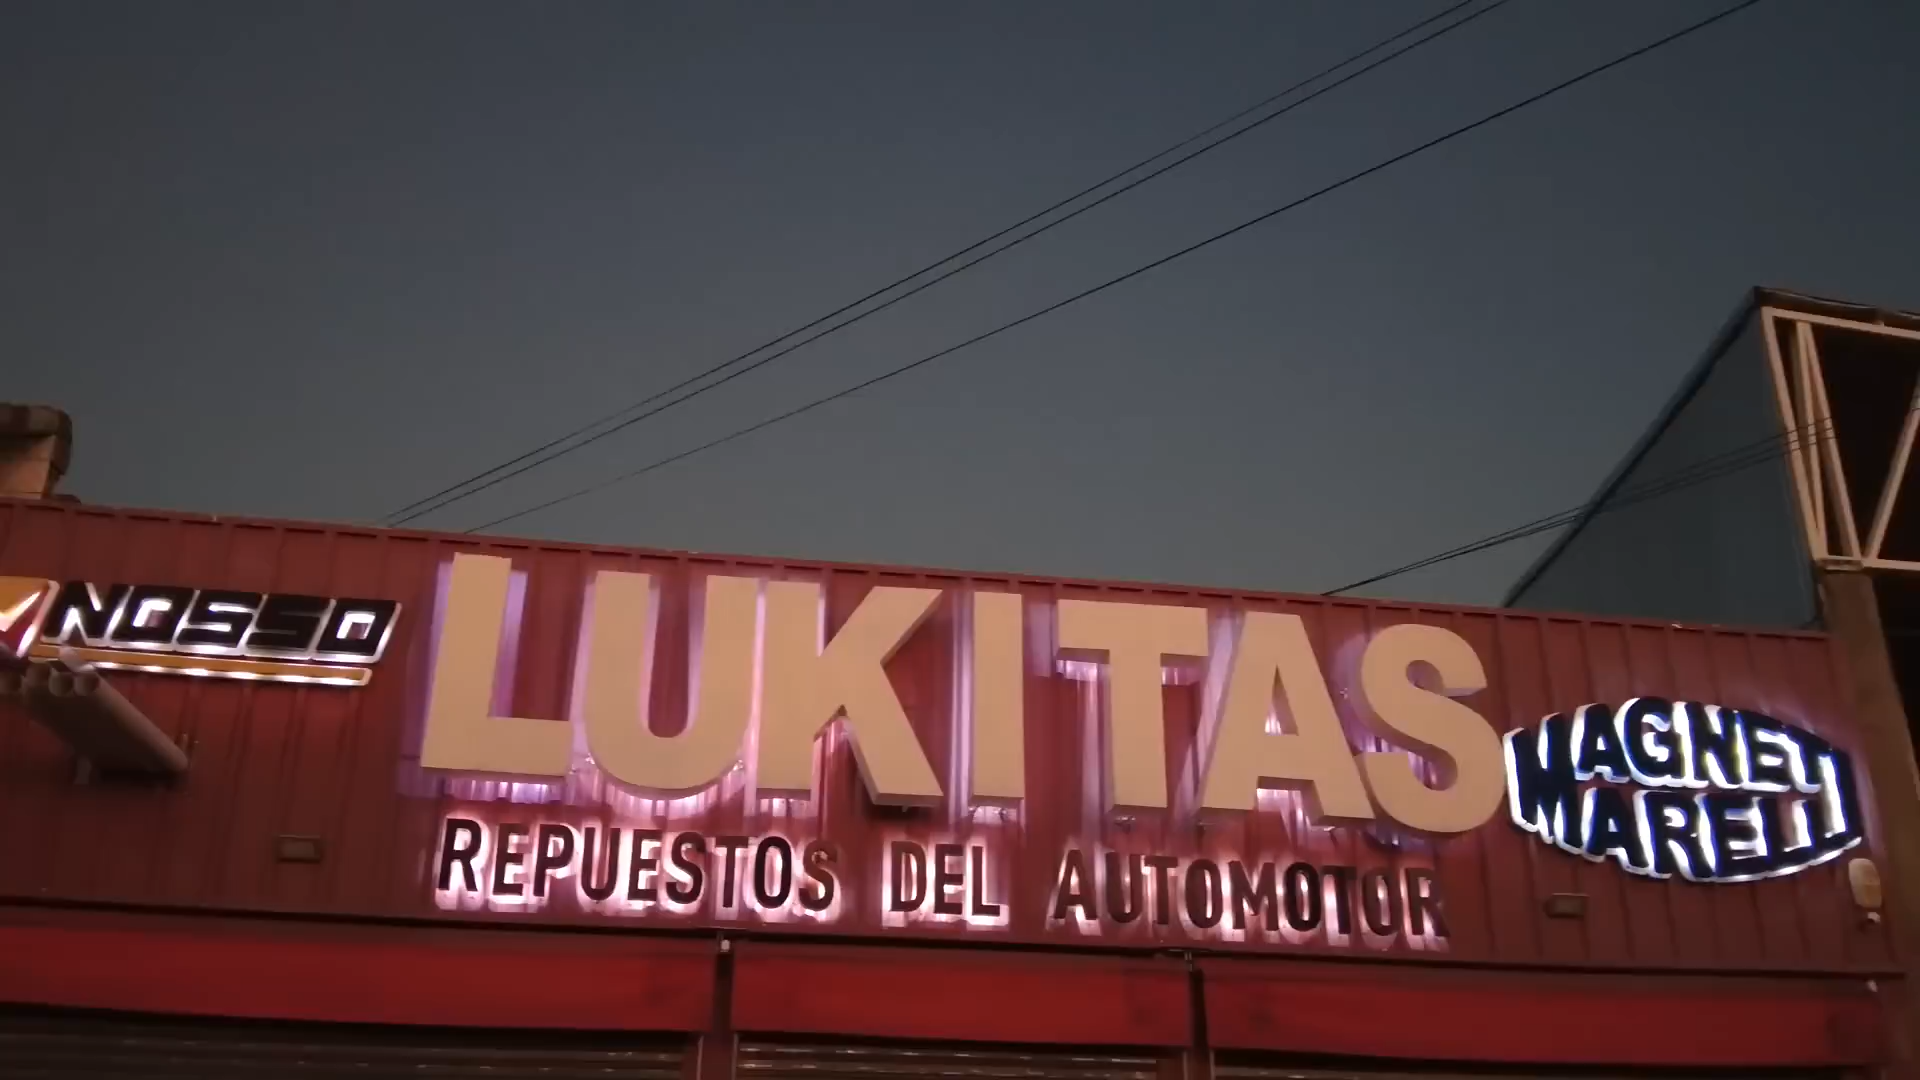 NOSSO
LUKITAS
REPUESTOS DEL AUTOMOTOR
MAGNETI
MARELLI